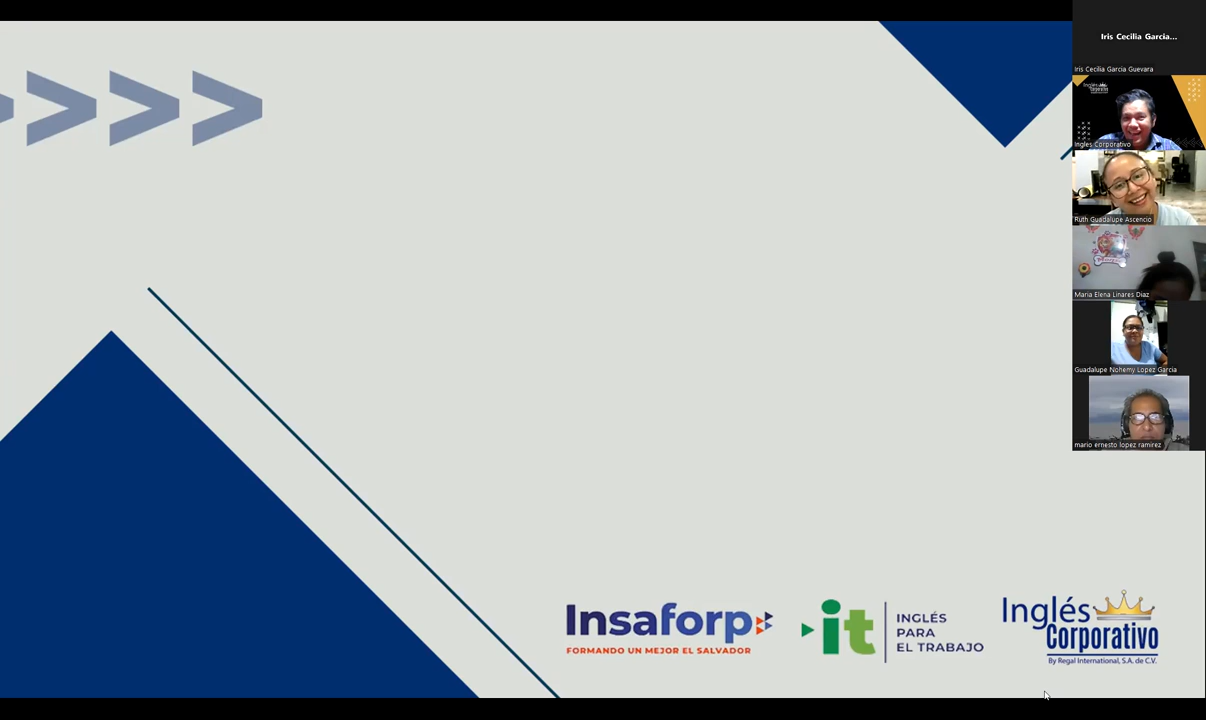 Iris Cecilia Garcia...
Iris Cecilia Garcia Guevara
Ingles Corporativo
Ruth Guadalupe Ascencio
Maria Elena Linares Diaz
Guadalupe Nohemy Lopez Garcia
mario ernesto lopez ramirez
Insaforp
FORMANDO UN MEJOR EL SALVADOR
it
INGLÉS
PARA
EL TRABAJO
Inglés
Corporativo
By Regal International, S.A. de C.V.